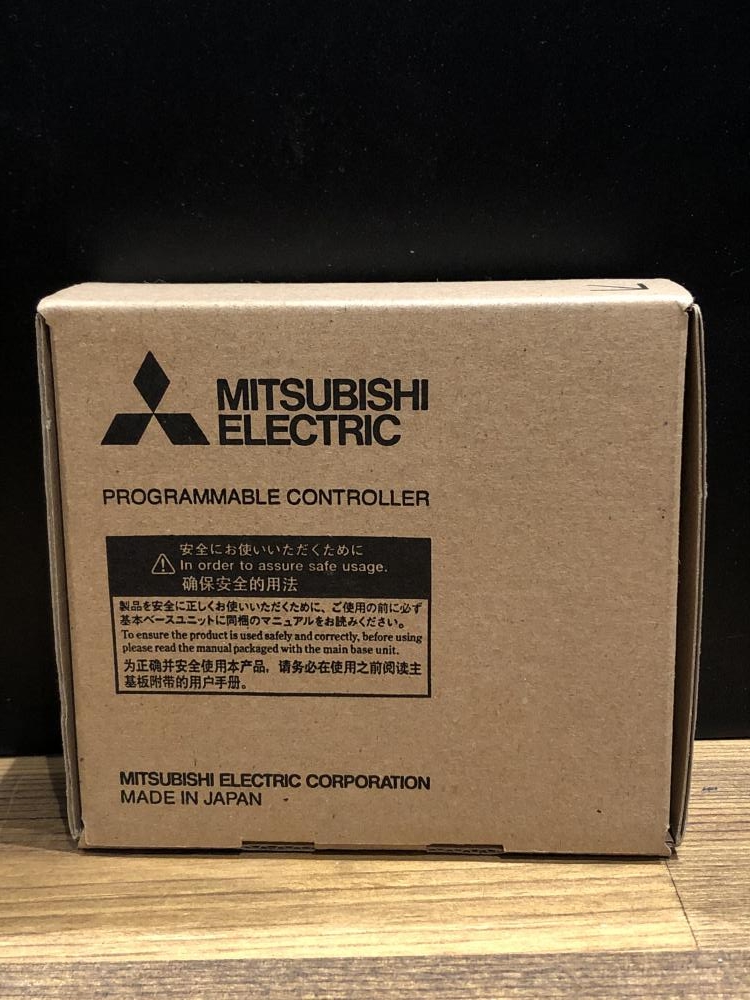 MITSUBISHI
ELECTRIC
PROGRAMMABLE CONTROLLER
安全にお使いいただくために
In order to assure safe usage.
确保安全的用法
製品を安全に正しくお使いいただくために、ご使用の前に必ず
基本ベースユニットに同梱のマニュアルをお読みください。
To ensure the product is used safely and correctly, before using
please read the manual packaged with the main base unit.
为正确并安全使用本产品，请务必在使用之前阅读主
基板附带的用户手册。
MITSUBISHI ELECTRIC CORPORATION
MADE IN JAPAN